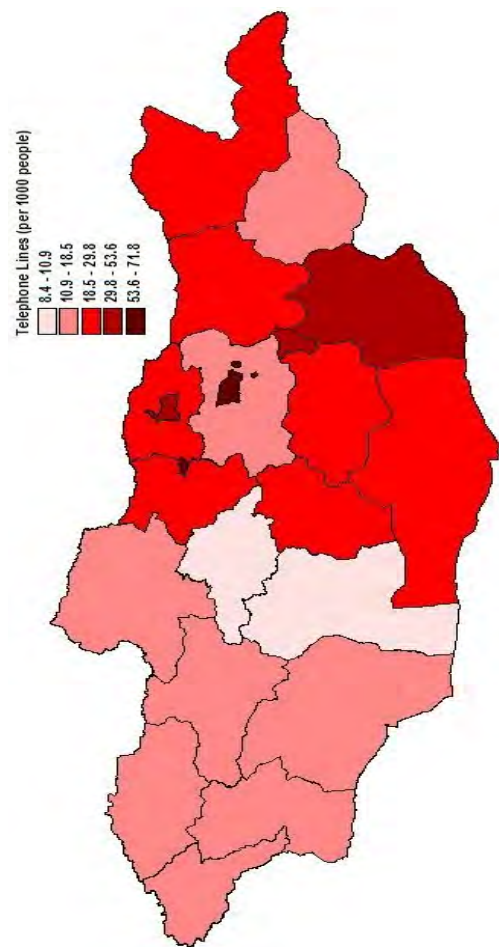 Telephone Lines (per 1000 people)
8.4 - 10.9
10.9 - 18.5
18.5 - 29.8
29.8 - 53.6
53.6 - 71.8